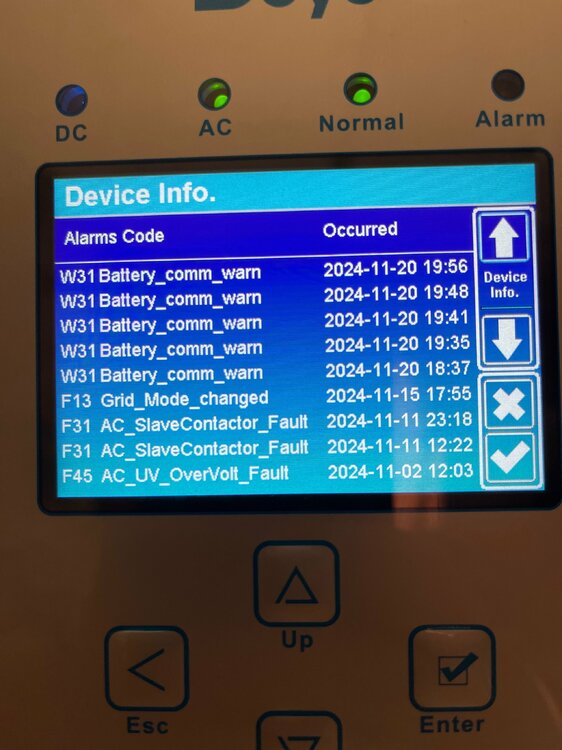 DC AC Normal Alarm
Device Info.
Alarms Code Occurred
W31 Battery_comm_warn 2024-11-20 19:56
W31 Battery_comm_warn 2024-11-20 19:48
W31 Battery_comm_warn 2024-11-20 19:41
W31 Battery_comm_warn 2024-11-20 19:35
W31 Battery_comm_warn 2024-11-20 18:37
F13 Grid_Mode_changed 2024-11-15 17:55
F31 AC_SlaveContactor_Fault 2024-11-11 23:18
F31 AC_SlaveContactor_Fault 2024-11-11 12:22
F45 AC_UV_OverVolt_Fault 2024-11-02 12:03
Device
Info.
Up
Esc Enter